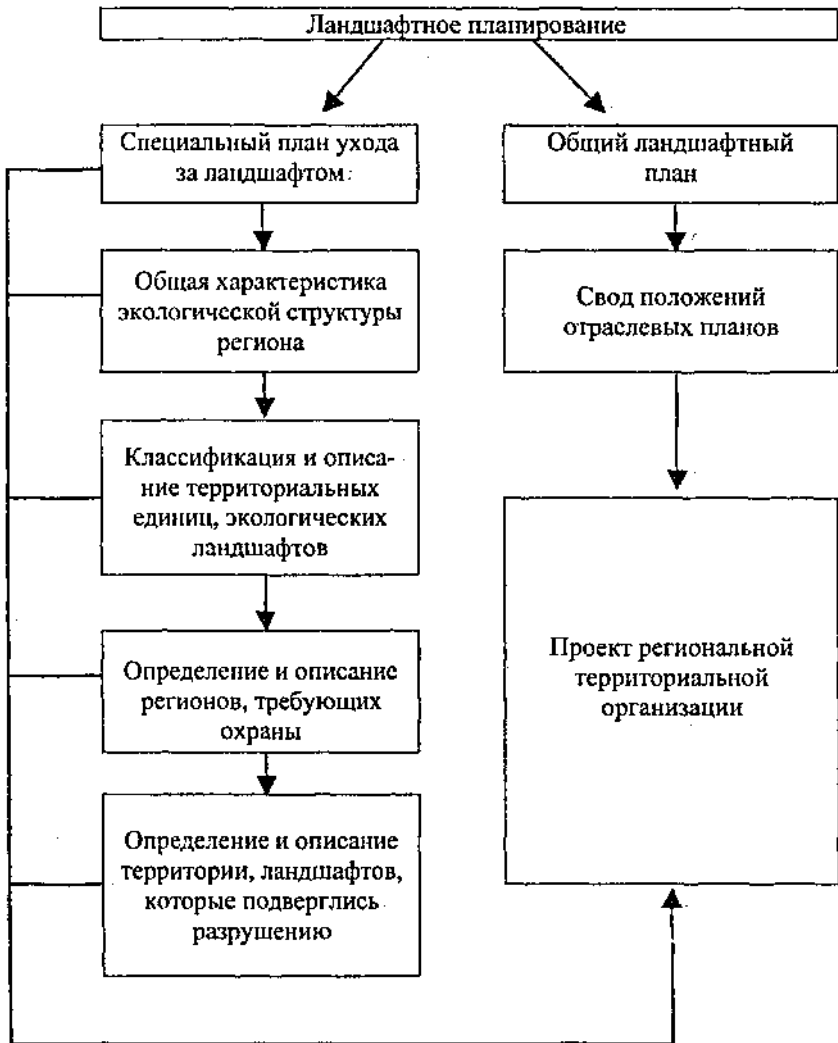 Ландшафтное планирование
Специальный план ухода
за ландшафтом:
Общий ландшафтный
план
Общая характеристика
экологической структуры
региона
Свод положений
отраслевых планов
Классификация и описа-
ние территориальных
единиц, экологических
ландшафтов
Определение и описание
регионов, требующих
охраны
Проект региональной
территориальной
организации
Определение и описание
территории, ландшафтов,
которые подверглись
разрушению